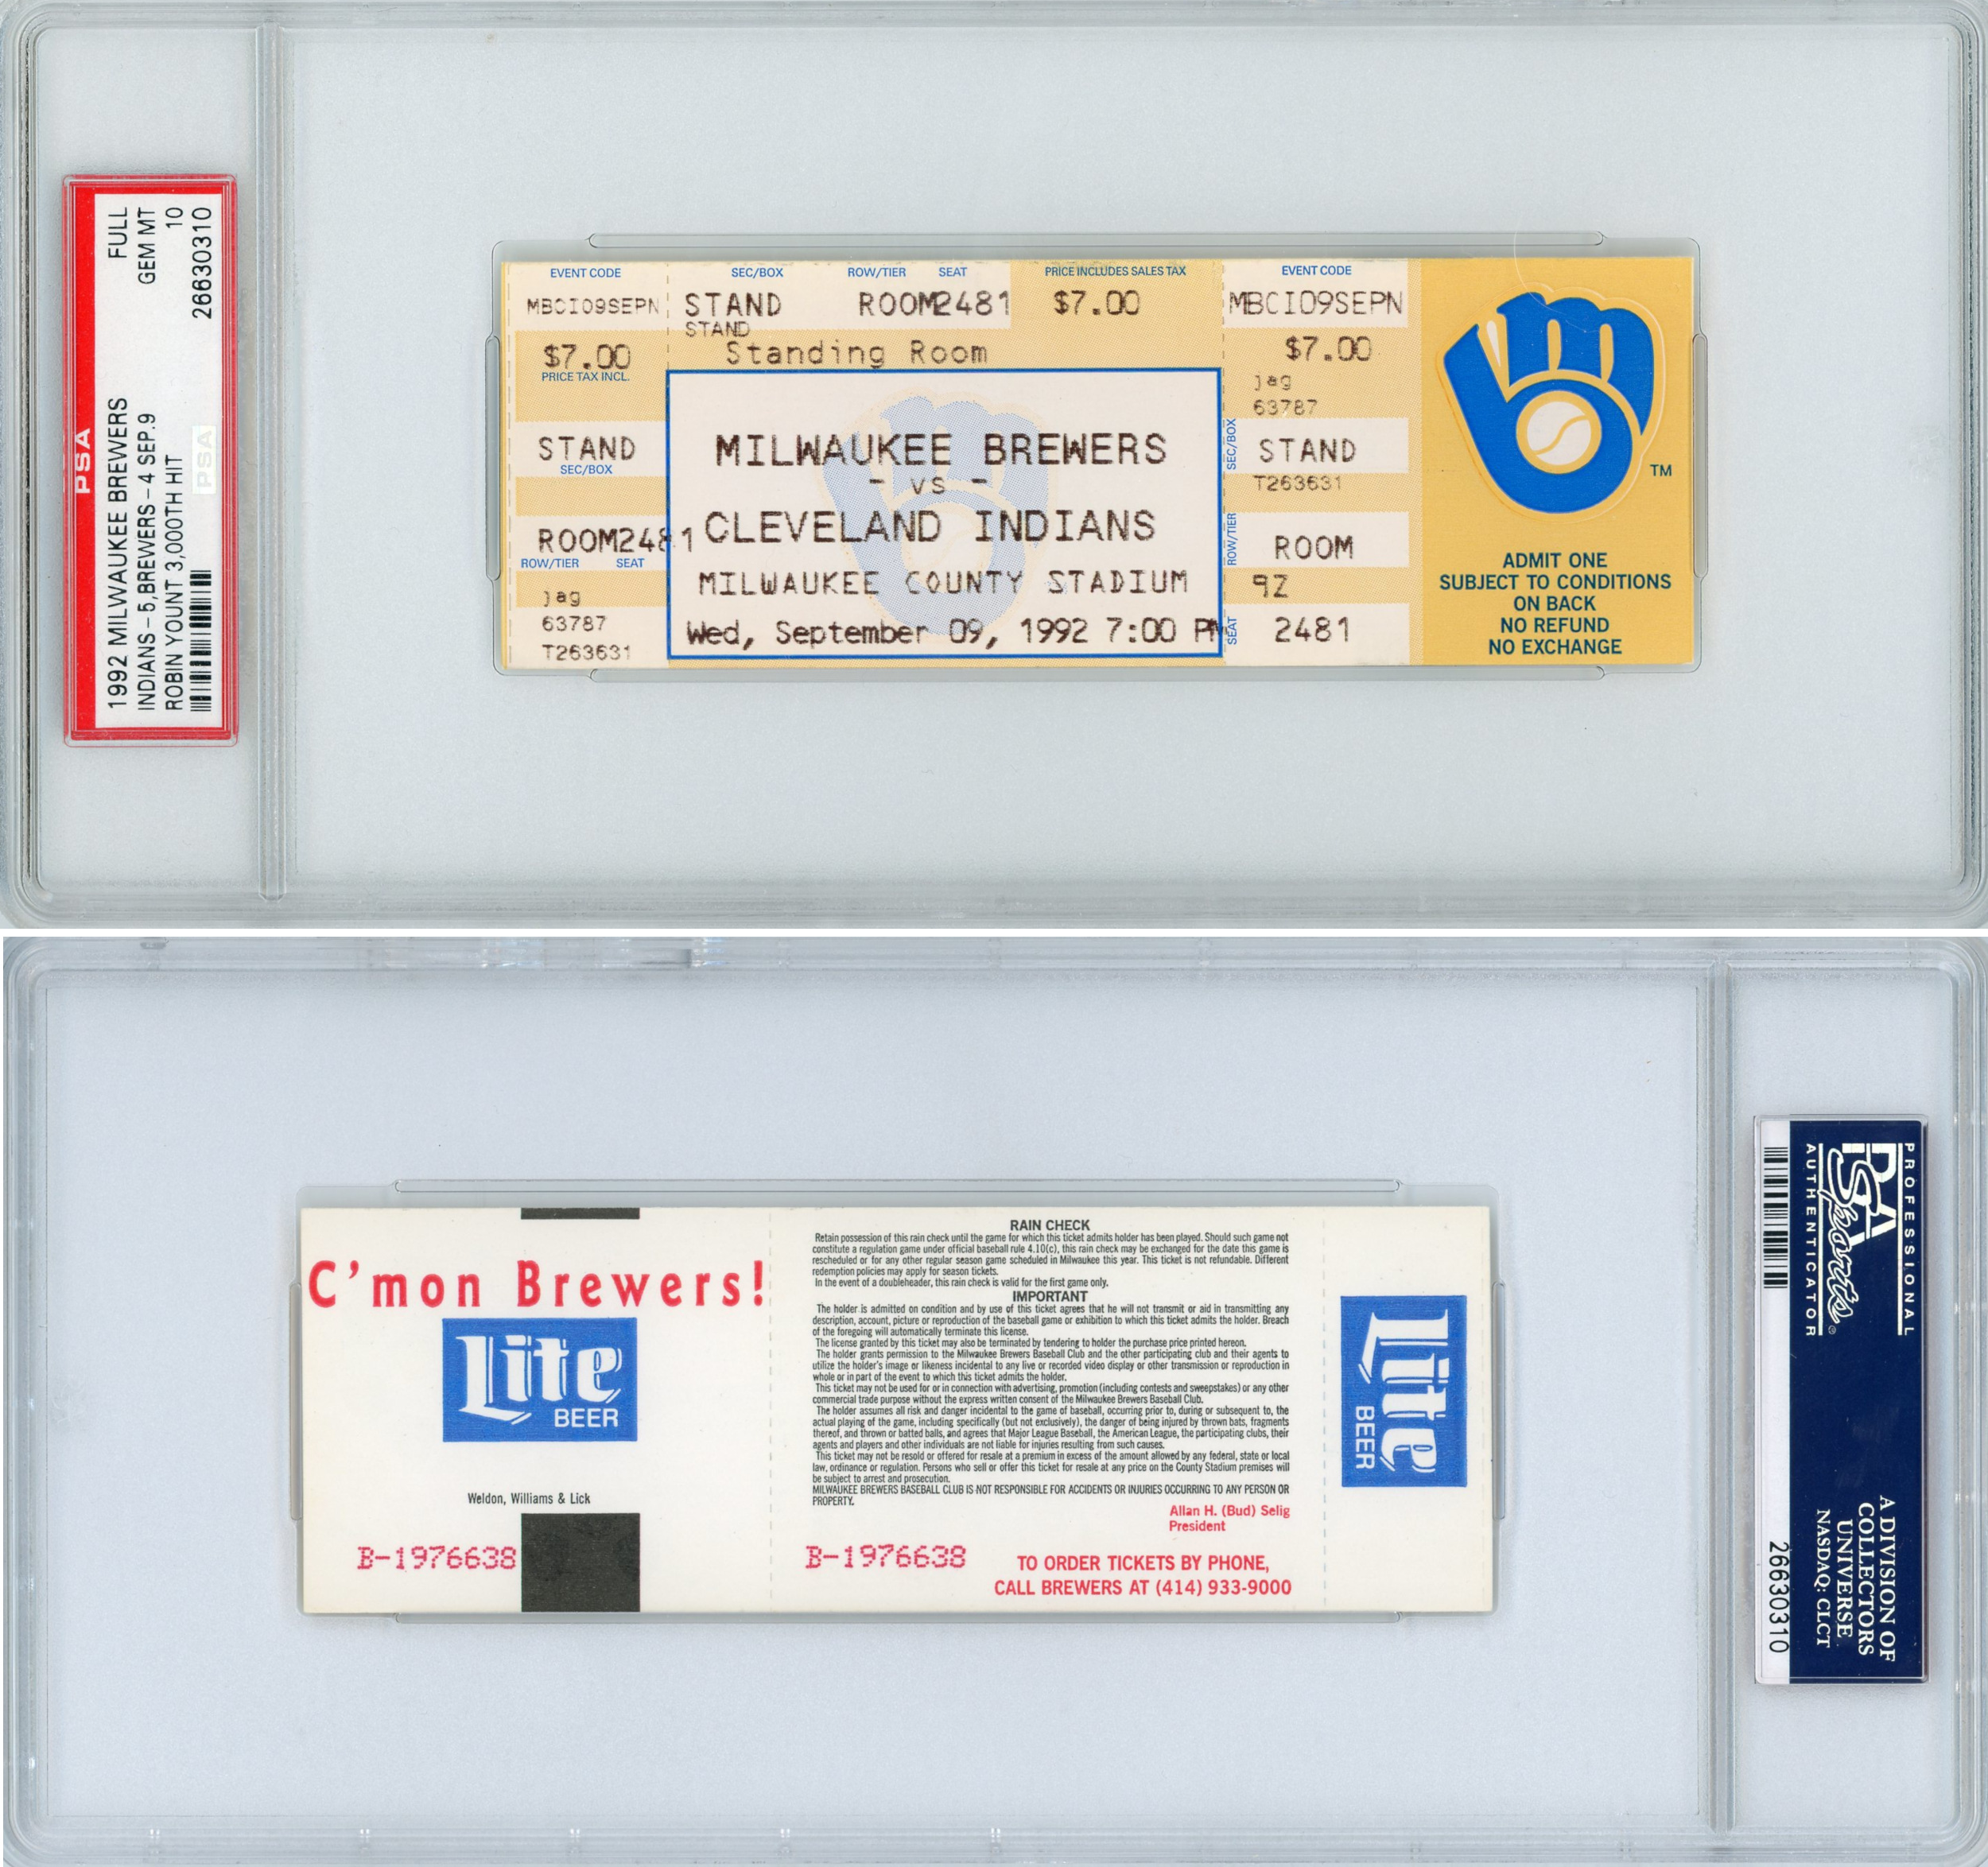 PSA
1992 MILWAUKEE BREWERS FULL
INDIANS-5,BREWERS-4 SEP.9 GEM MT
ROBIN YOUNT 3,000TH HIT 10
PSA 26630310
EVENT CODE
MBCI09SEPN
$7.00
PRICE TAX INCL.
STAND
SEC/BOX
ROOM2481
ROW/TIER SEAT
jag
63787
T263631
SEC/BOX ROW/TIER SEAT PRICE INCLUDES SALES TAX
STAND ROOM2481 $7.00
STAND
Standing Room
MILWAUKEE BREWERS
- VS -
CLEVELAND INDIANS
MILWAUKEE COUNTY STADIUM
Wed, September 09, 1992 7:00 PM
EVENT CODE
MBCI09SEPN
$7.00
jag
63787
SEC/BOX STAND
T263631
ROW/TIER ROOM
9Z
SEAT 2481
TM
ADMIT ONE
SUBJECT TO CONDITIONS
ON BACK
NO REFUND
NO EXCHANGE
C'mon Brewers!
Lite
BEER
Weldon, Williams & Lick
B-1976638
RAIN CHECK
Retain possession of this rain check until the game for which this ticket admits holder has been played. Should such game not
constitute a regulation game under official baseball rule 4.10(c), this rain check may be exchanged for the date this game is
rescheduled or for any other regular season game scheduled in Milwaukee this year. This ticket is not refundable. Different
redemption policies may apply for season tickets.
In the event of a doubleheader, this rain check is valid for the first game only.
IMPORTANT
The holder is admitted on condition and by use of this ticket agrees that he will not transmit or aid in transmitting any
description, account, picture or reproduction of the baseball game or exhibition to which this ticket admits the holder. Breach
of the foregoing will automatically terminate this license.
The license granted by this ticket may also be terminated by tendering to holder the purchase price printed hereon.
The holder grants permission to the Milwaukee Brewers Baseball Club and the other participating club and their agents to
utilize the holder's image or likeness incidental to any live or recorded video display or other transmission or reproduction in
whole or in part of the event to which this ticket admits the holder.
This ticket may not be used for or in connection with advertising, promotion (including contests and sweepstakes) or any other
commercial trade purpose without the express written consent of the Milwaukee Brewers Baseball Club.
The holder assumes all risk and danger incidental to the game of baseball, occurring prior to, during or subsequent to, the
actual playing of the game, including specifically (but not exclusively), the danger of being injured by thrown bats, fragments
thereof, and thrown or batted balls, and agrees that Major League Baseball, the American League, the participating clubs, their
agents and players and other individuals are not liable for injuries resulting from such causes.
This ticket may not be resold or offered for resale at a premium in excess of the amount allowed by any federal, state or local
law, ordinance or regulation. Persons who sell or offer this ticket for resale at any price on the County Stadium premises will
be subject to arrest and prosecution.
MILWAUKEE BREWERS BASEBALL CLUB IS NOT RESPONSIBLE FOR ACCIDENTS OR INJURIES OCCURRING TO ANY PERSON OR
PROPERTY.
Allan H. (Bud) Selig
President
B-1976638
TO ORDER TICKETS BY PHONE,
CALL BREWERS AT (414) 933-9000
Lite
BEER
PROFESSIONAL
PSA
Sports®
AUTHENTICATOR
A DIVISION OF
COLLECTORS
UNIVERSE
NASDAQ: CLCT
26630310